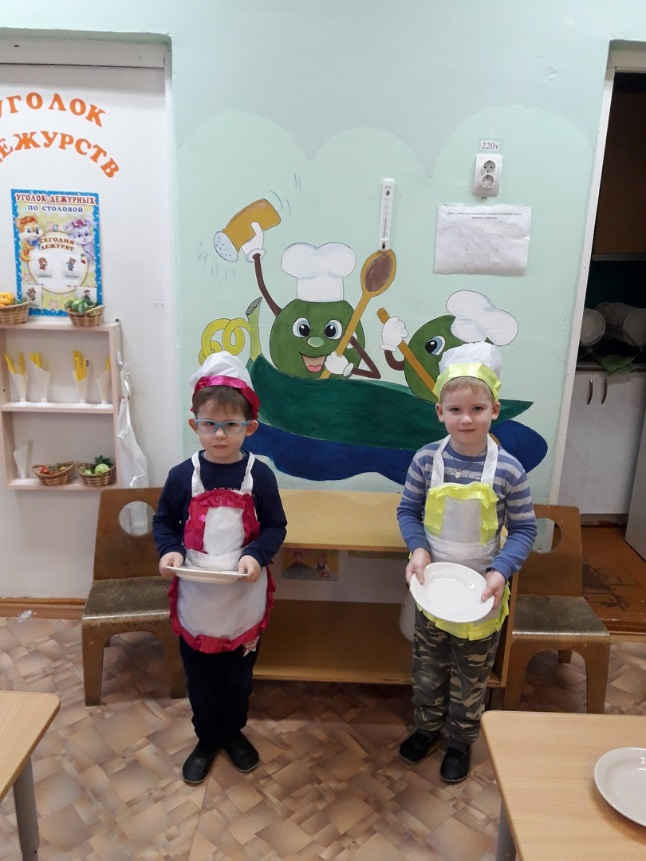 УГОЛОК
ДЕЖУРСТВ
УГОЛОК ДЕЖУРНЫХ
ПО СТОЛОВОЙ
СЕГОДНЯ
ДЕЖУРЯТ
220v